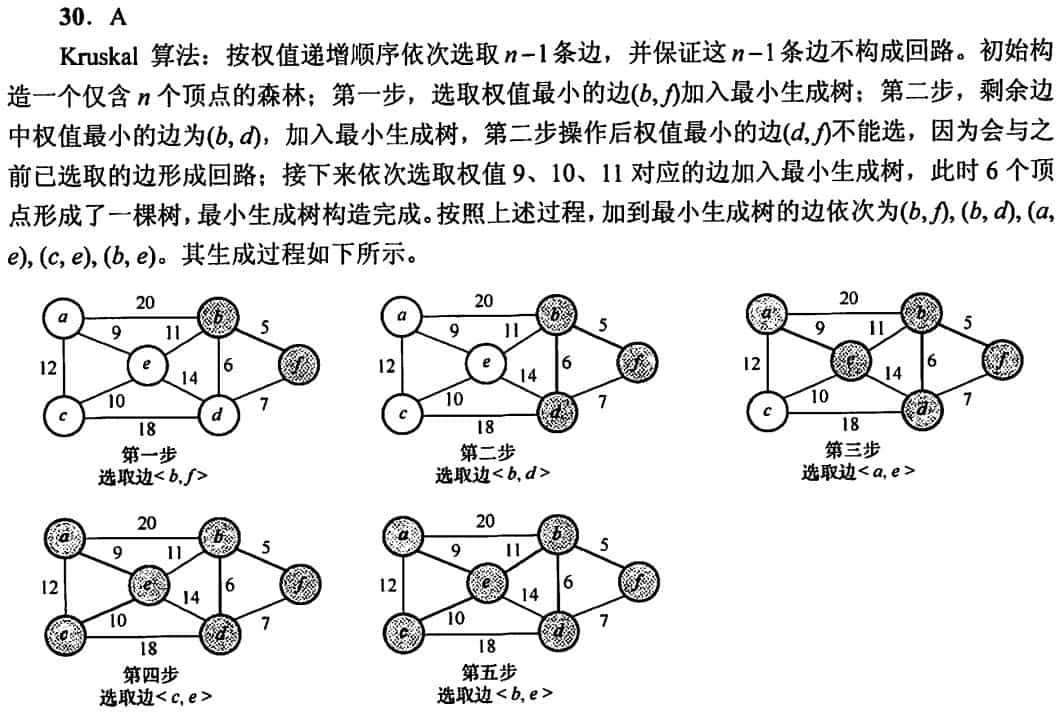 30. A
Kruskal 算法：按权值递增顺序依次选取 n−1 条边，并保证这 n−1 条边不构成回路。初始构
造一个仅含 n 个顶点的森林；第一步，选取权值最小的边(b, f)加入最小生成树；第二步，剩余边
中权值最小的边为(b, d)，加入最小生成树，第二步操作后权值最小的边(d, f)不能选，因为会与之
前已选取的边形成回路；接下来依次选取权值 9、10、11 对应的边加入最小生成树，此时 6 个顶
点形成了一棵树，最小生成树构造完成。按照上述过程，加到最小生成树的边依次为(b, f), (b, d), (a,
e), (c, e), (b, e)。其生成过程如下所示。
a 20 b
9 11 5
12 e 6 f
10 14 7
c 18 d
第一步
选取边<b, f>
a 20 b
9 11 5
12 e 6 f
10 14 7
c 18 d
第二步
选取边<b, d>
a 20 b
9 11 5
12 e 6 f
10 14 7
c 18 d
第三步
选取边<a, e>
a 20 b
9 11 5
12 e 6 f
10 14 7
c 18 d
第四步
选取边<c, e>
a 20 b
9 11 5
12 e 6 f
10 14 7
c 18 d
第五步
选取边<b, e>